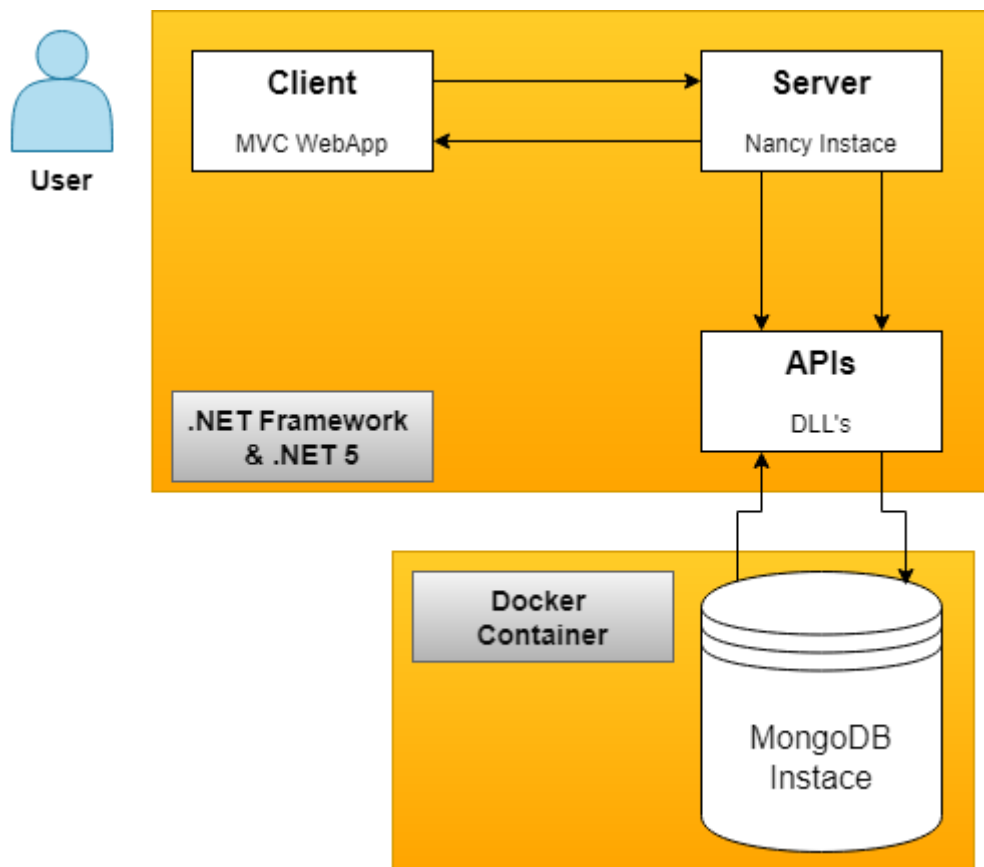 User
Client
MVC WebApp
Server
Nancy Instace
APIs
DLL's
.NET Framework
& .NET 5
Docker
Container
MongoDB
Instace